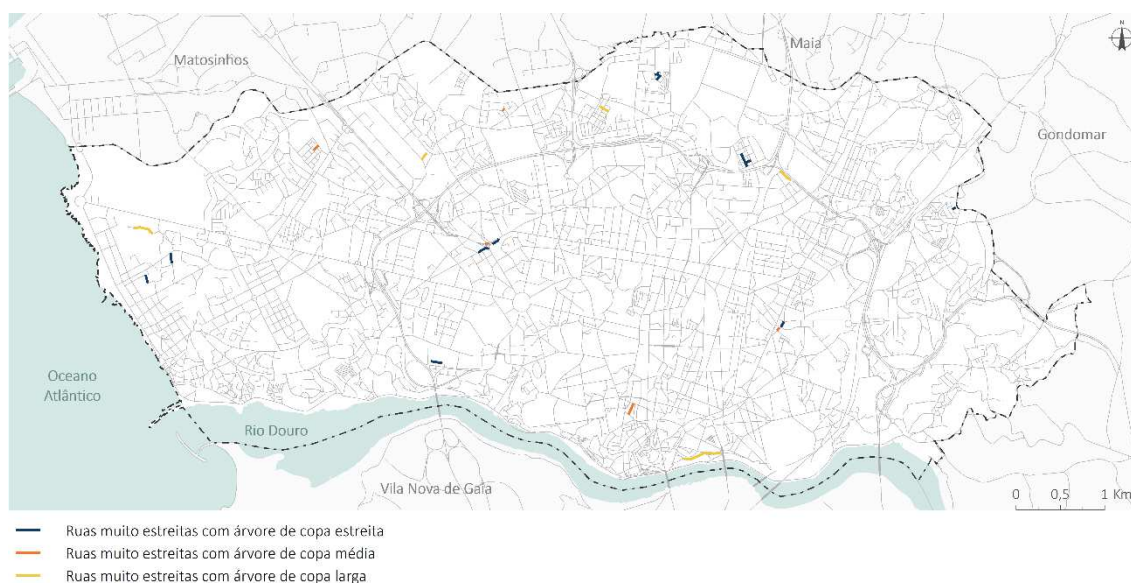 N
Matosinhos
Maia
Gondomar
Oceano
Atlântico
Rio Douro
Vila Nova de Gaia
0 0,5 1 Km
Ruas muito estreitas com árvore de copa estreita
Ruas muito estreitas com árvore de copa média
Ruas muito estreitas com árvore de copa larga